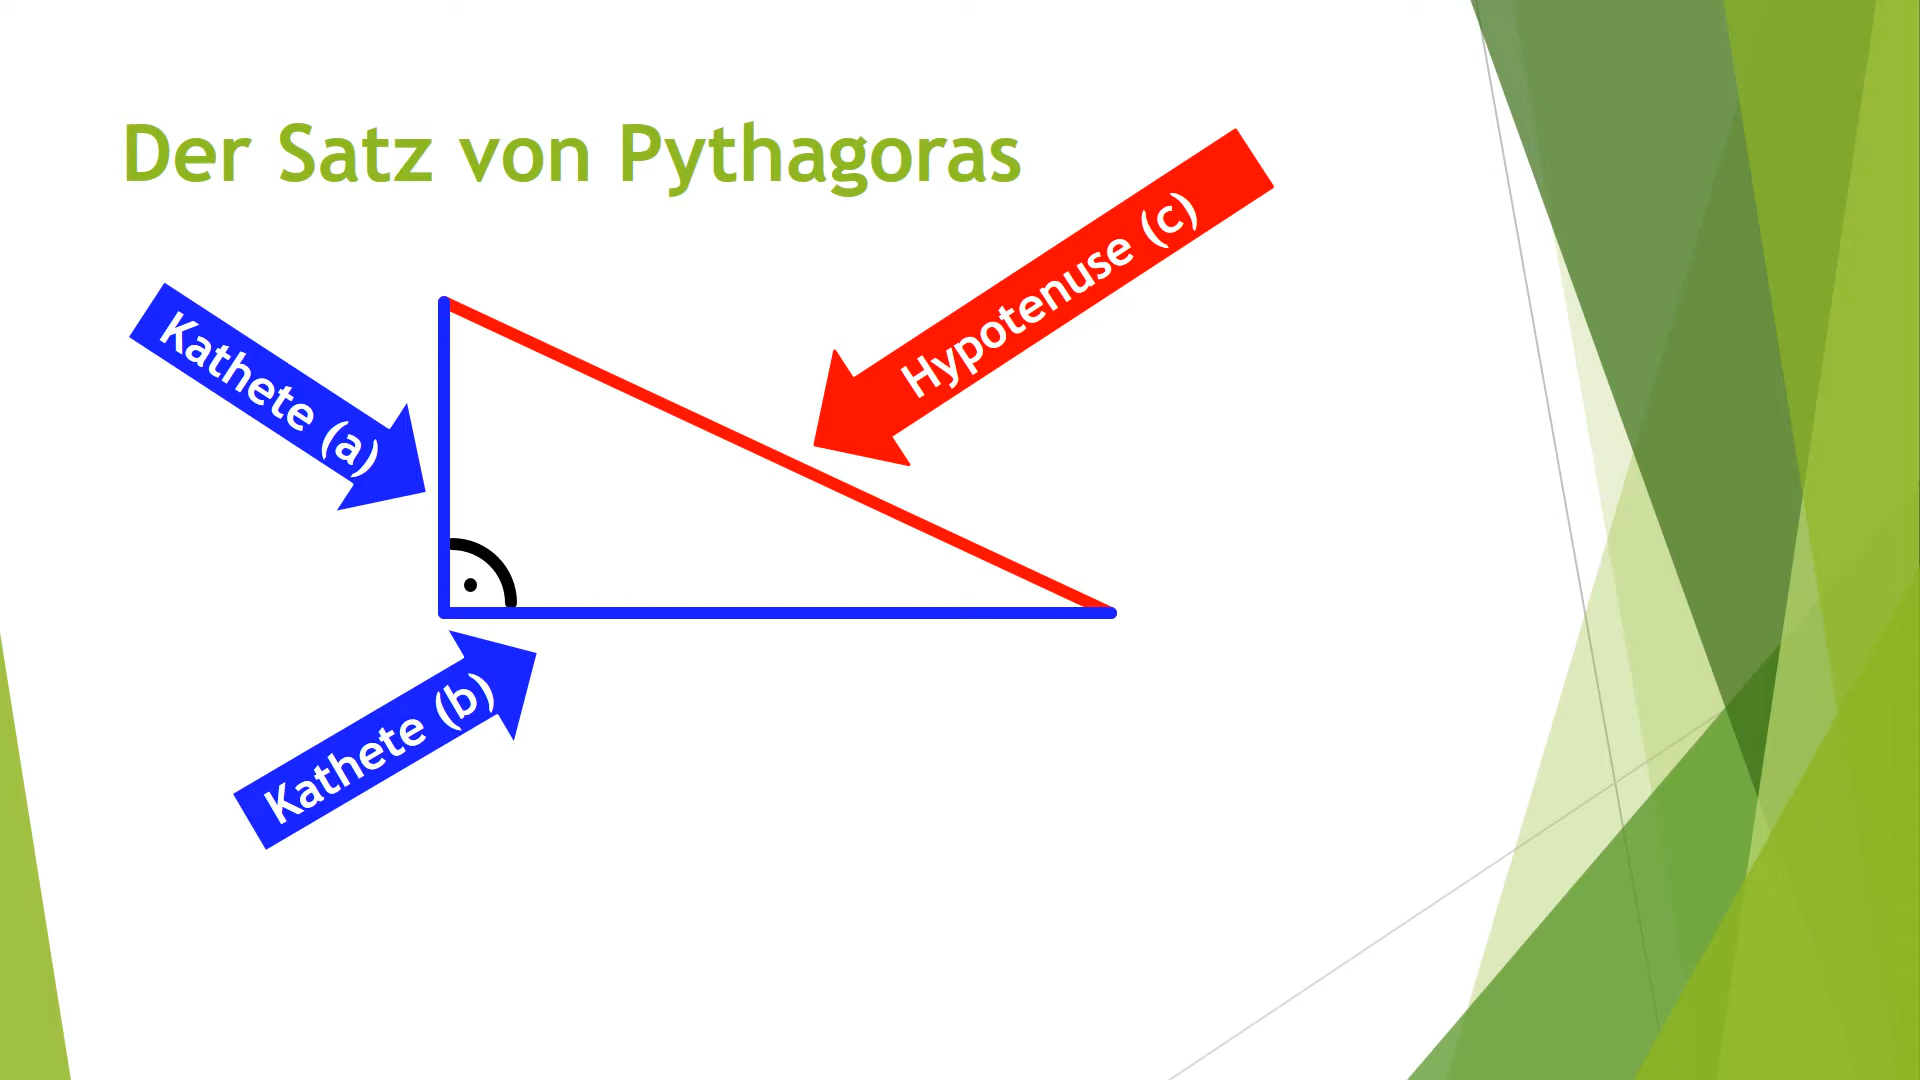 Der Satz von Pythagoras
Hypotenuse (c)
Kathete (a)
Kathete (b)